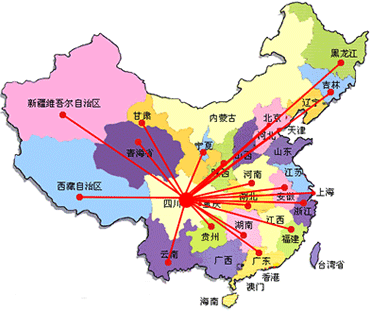 黑龙江
吉林
辽宁
新疆维吾尔自治区
甘肃
内蒙古
北京
天津
河北
宁夏
山西
山东
青海省
陕西
河南
江苏
西藏自治区
安徽
上海
四川
重庆
湖北
浙江
江西
湖南
贵州
福建
云南
广西
广东
台湾省
香港
澳门
海南